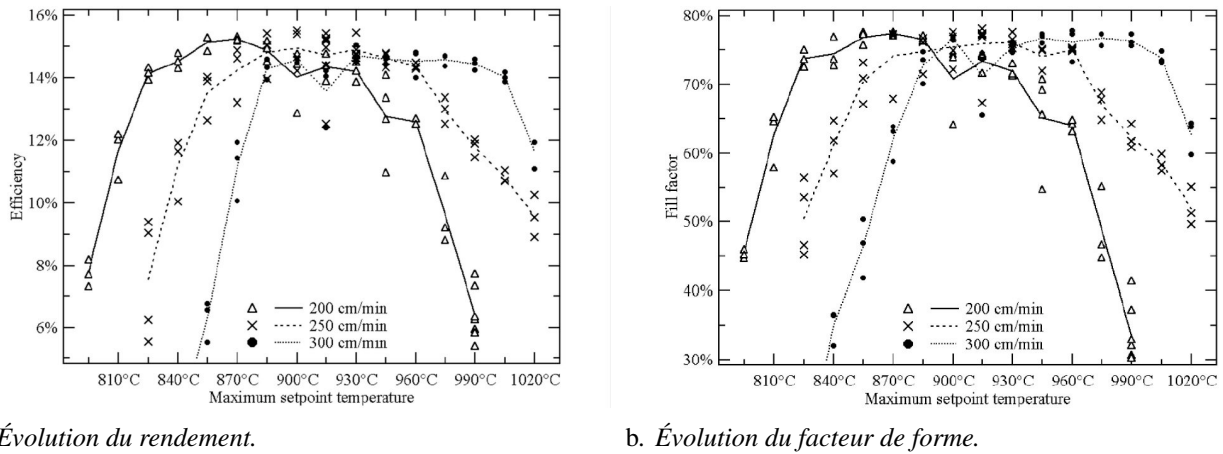 16%
14%
12%
10%
8%
6%
Efficiency
200 cm/min
250 cm/min
300 cm/min
810°C 840°C 870°C 900°C 930°C 960°C 990°C 1020°C
Maximum setpoint temperature
80%
70%
60%
50%
40%
30%
Fill factor
200 cm/min
250 cm/min
300 cm/min
810°C 840°C 870°C 900°C 930°C 960°C 990°C 1020°C
Maximum setpoint temperature
Évolution du rendement.
b. Évolution du facteur de forme.